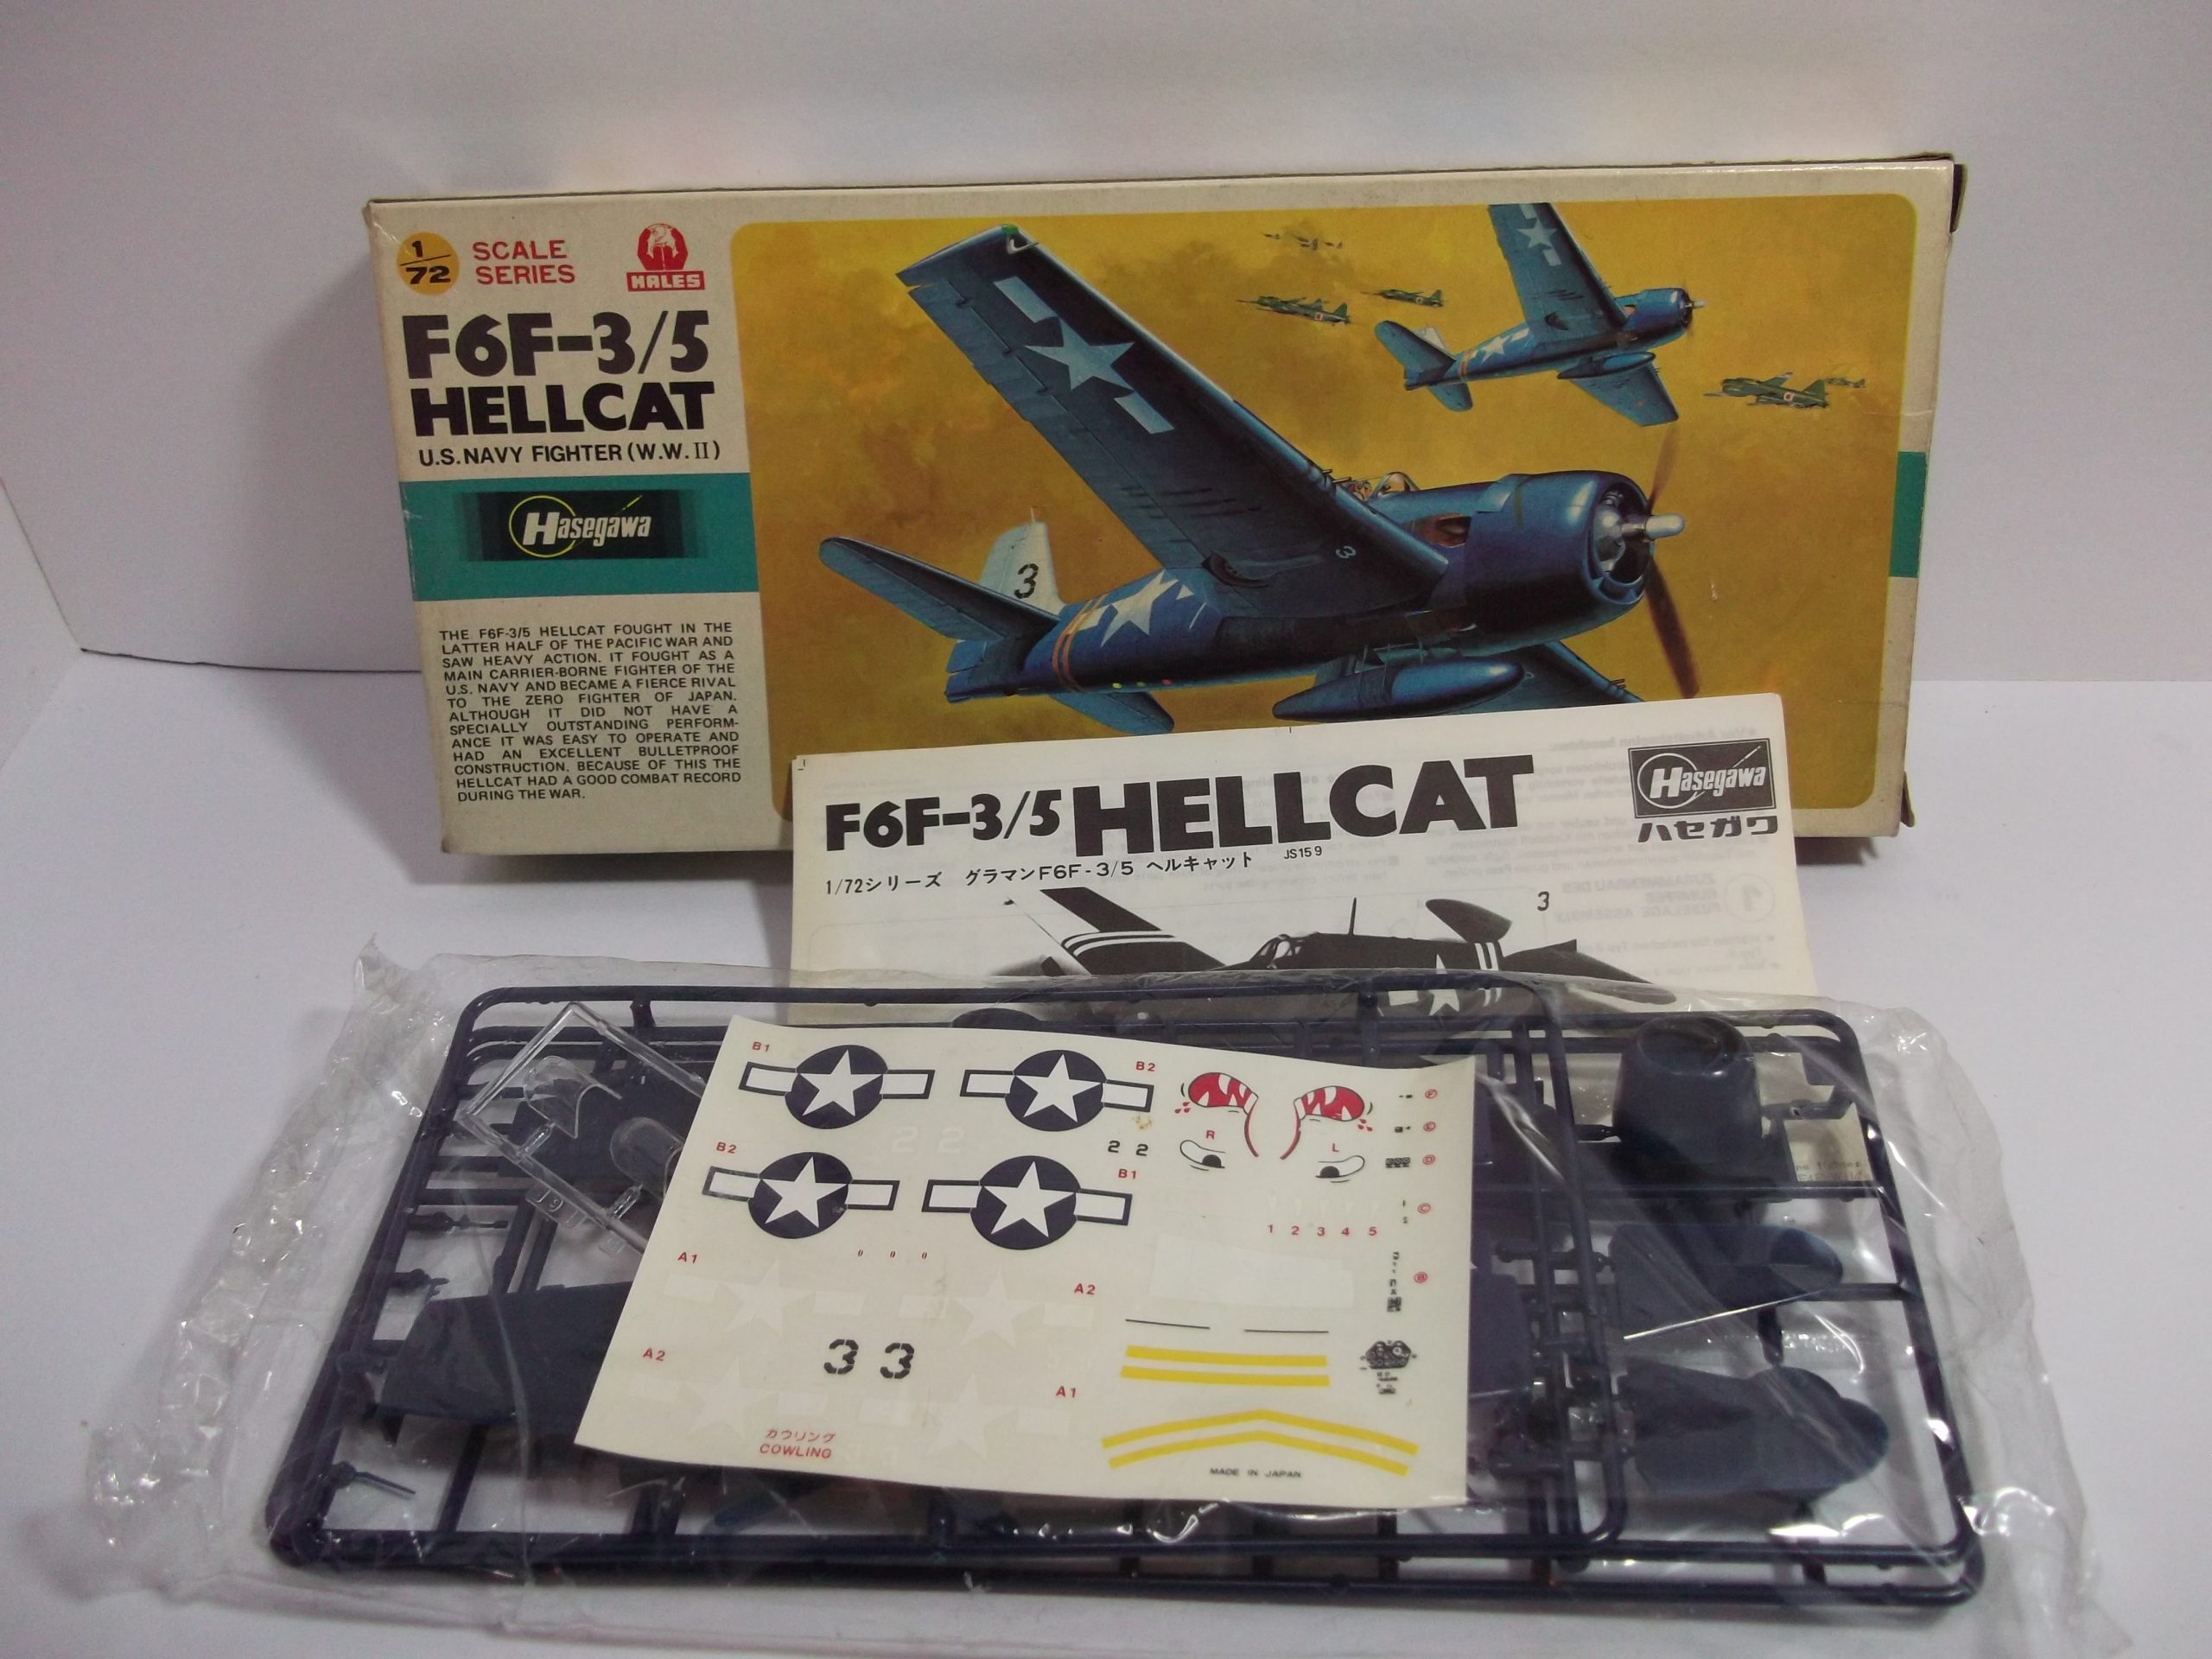 1/72
SCALE
SERIES
HALES
F6F-3/5
HELLCAT
U.S. NAVY FIGHTER (W.W. II)
Hasegawa
THE F6F-3/5 HELLCAT FOUGHT IN THE
LATTER HALF OF THE PACIFIC WAR AND
SAW HEAVY ACTION. IT FOUGHT AS A
MAIN CARRIER-BORNE FIGHTER OF THE
U.S. NAVY AND BECAME A FIERCE RIVAL
TO THE ZERO FIGHTER OF JAPAN.
ALTHOUGH IT DID NOT HAVE A
SPECIALLY OUTSTANDING PERFORM-
ANCE IT WAS EASY TO OPERATE AND
HAD AN EXCELLENT BULLETPROOF
CONSTRUCTION. BECAUSE OF THIS THE
HELLCAT HAD A GOOD COMBAT RECORD
DURING THE WAR.
3
3
F6F-3/5 HELLCAT
Hasegawa
ハセガワ
1/72シリーズ グラマンF6F-3/5 ヘルキャット JS159
3
B1
B2
22
22
B2
B1
R
L
F
E
D
C
1 2 3 4 5
A1
0 0 0
A2
B
A2
33
A1
カウリング
COWLING
MADE IN JAPAN
19